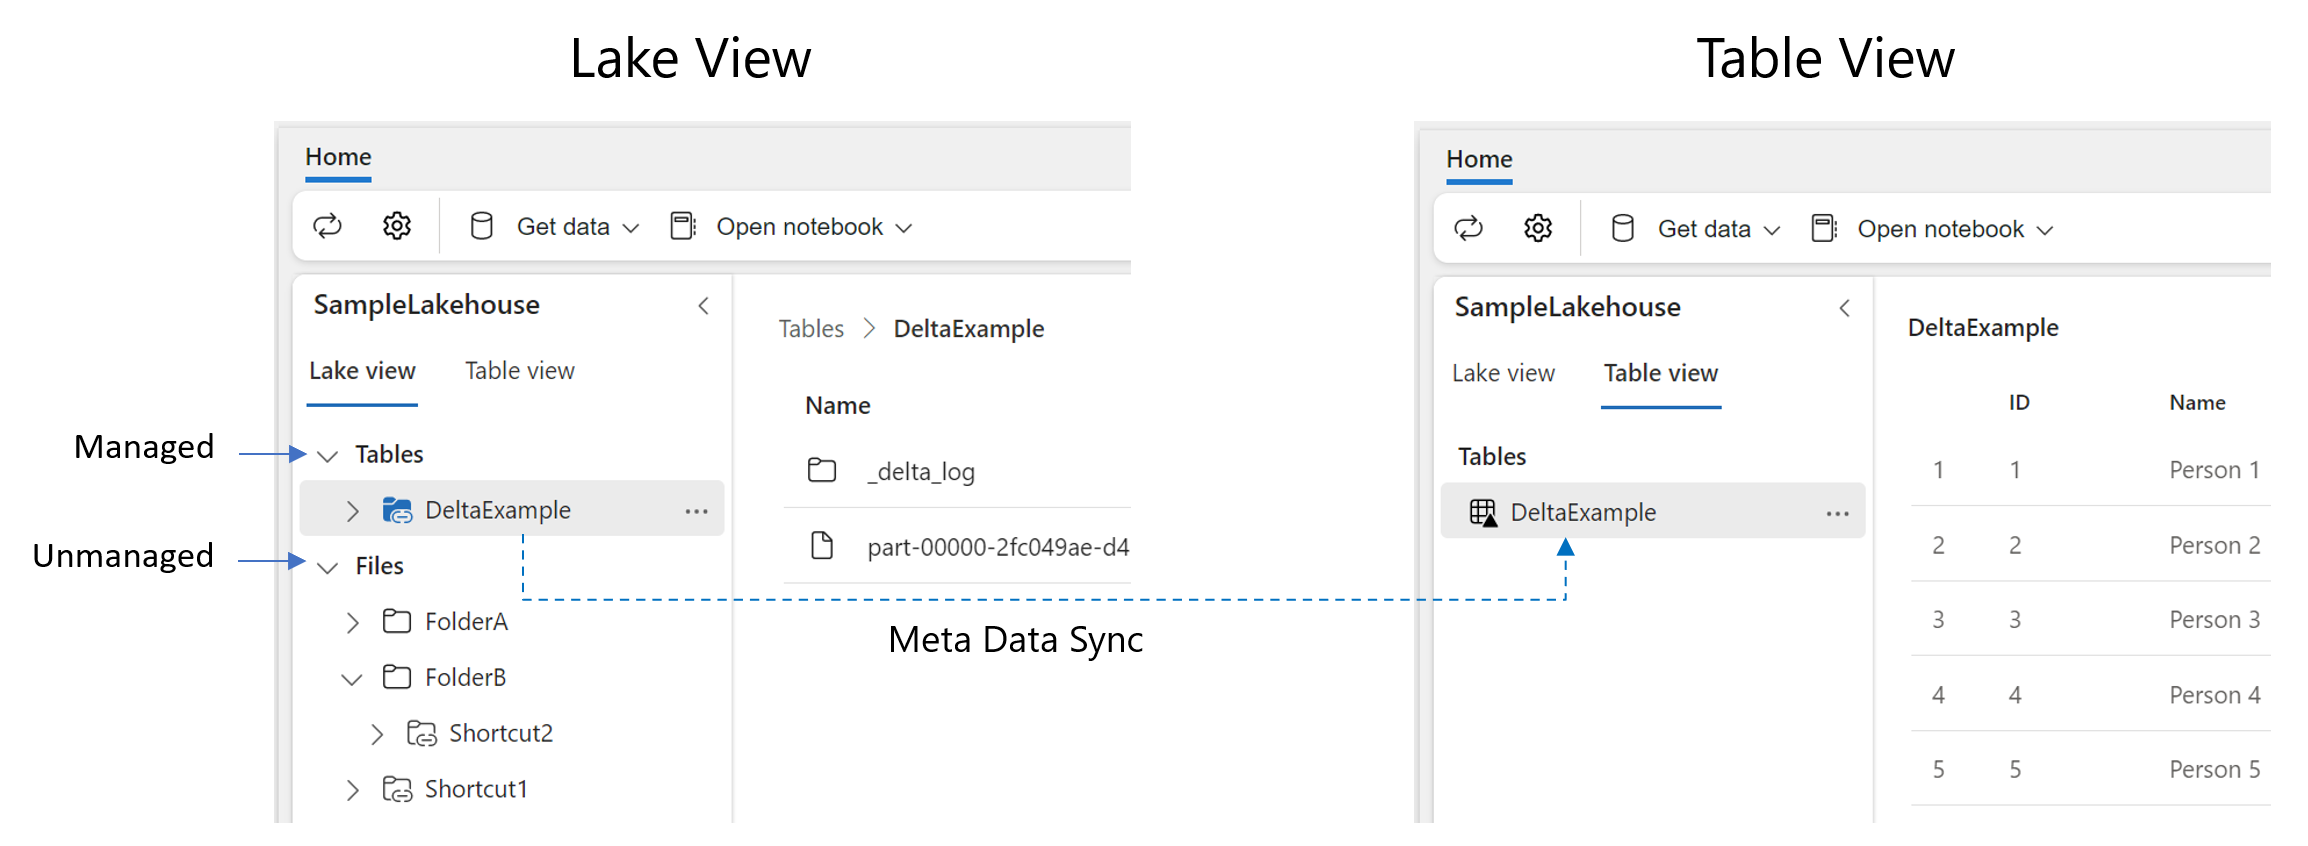 Lake View
Home
Get data
Open notebook
SampleLakehouse
Lake view
Table view
Managed
Tables
DeltaExample
Unmanaged
Files
FolderA
FolderB
Shortcut2
Shortcut1
Tables > DeltaExample
Name
_delta_log
part-00000-2fc049ae-d4
Meta Data Sync
Table View
Home
Get data
Open notebook
SampleLakehouse
Lake view
Table view
Tables
DeltaExample
DeltaExample
ID Name
1 1 Person 1
2 2 Person 2
3 3 Person 3
4 4 Person 4
5 5 Person 5